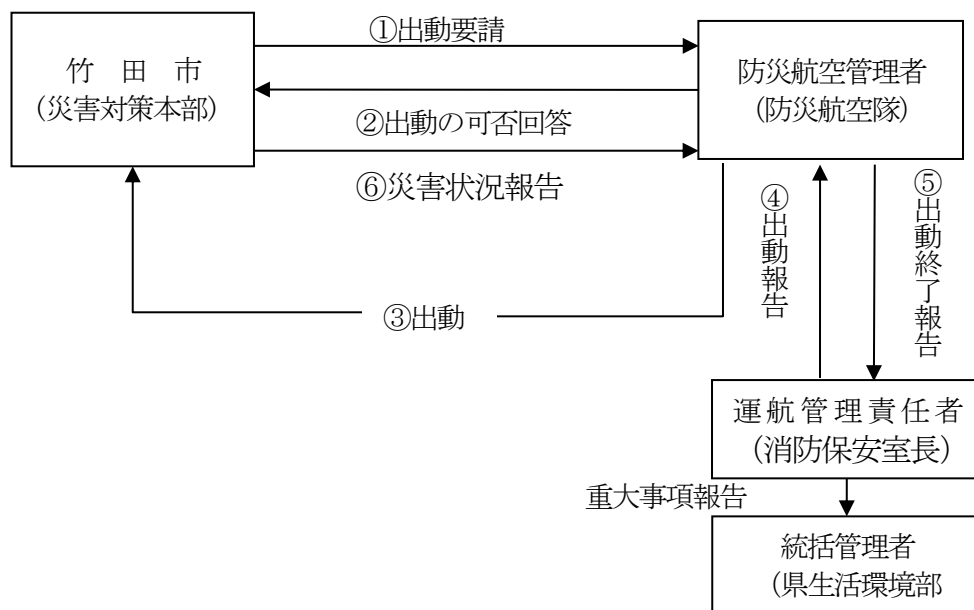 ①出動要請
竹　田　市
(災害対策本部)
防災航空管理者
(防災航空隊)
②出動の可否回答
⑥災害状況報告
④出動報告
⑤出動終了報告
③出動
運航管理責任者
(消防保安室長)
重大事項報告
統括管理者
(県生活環境部